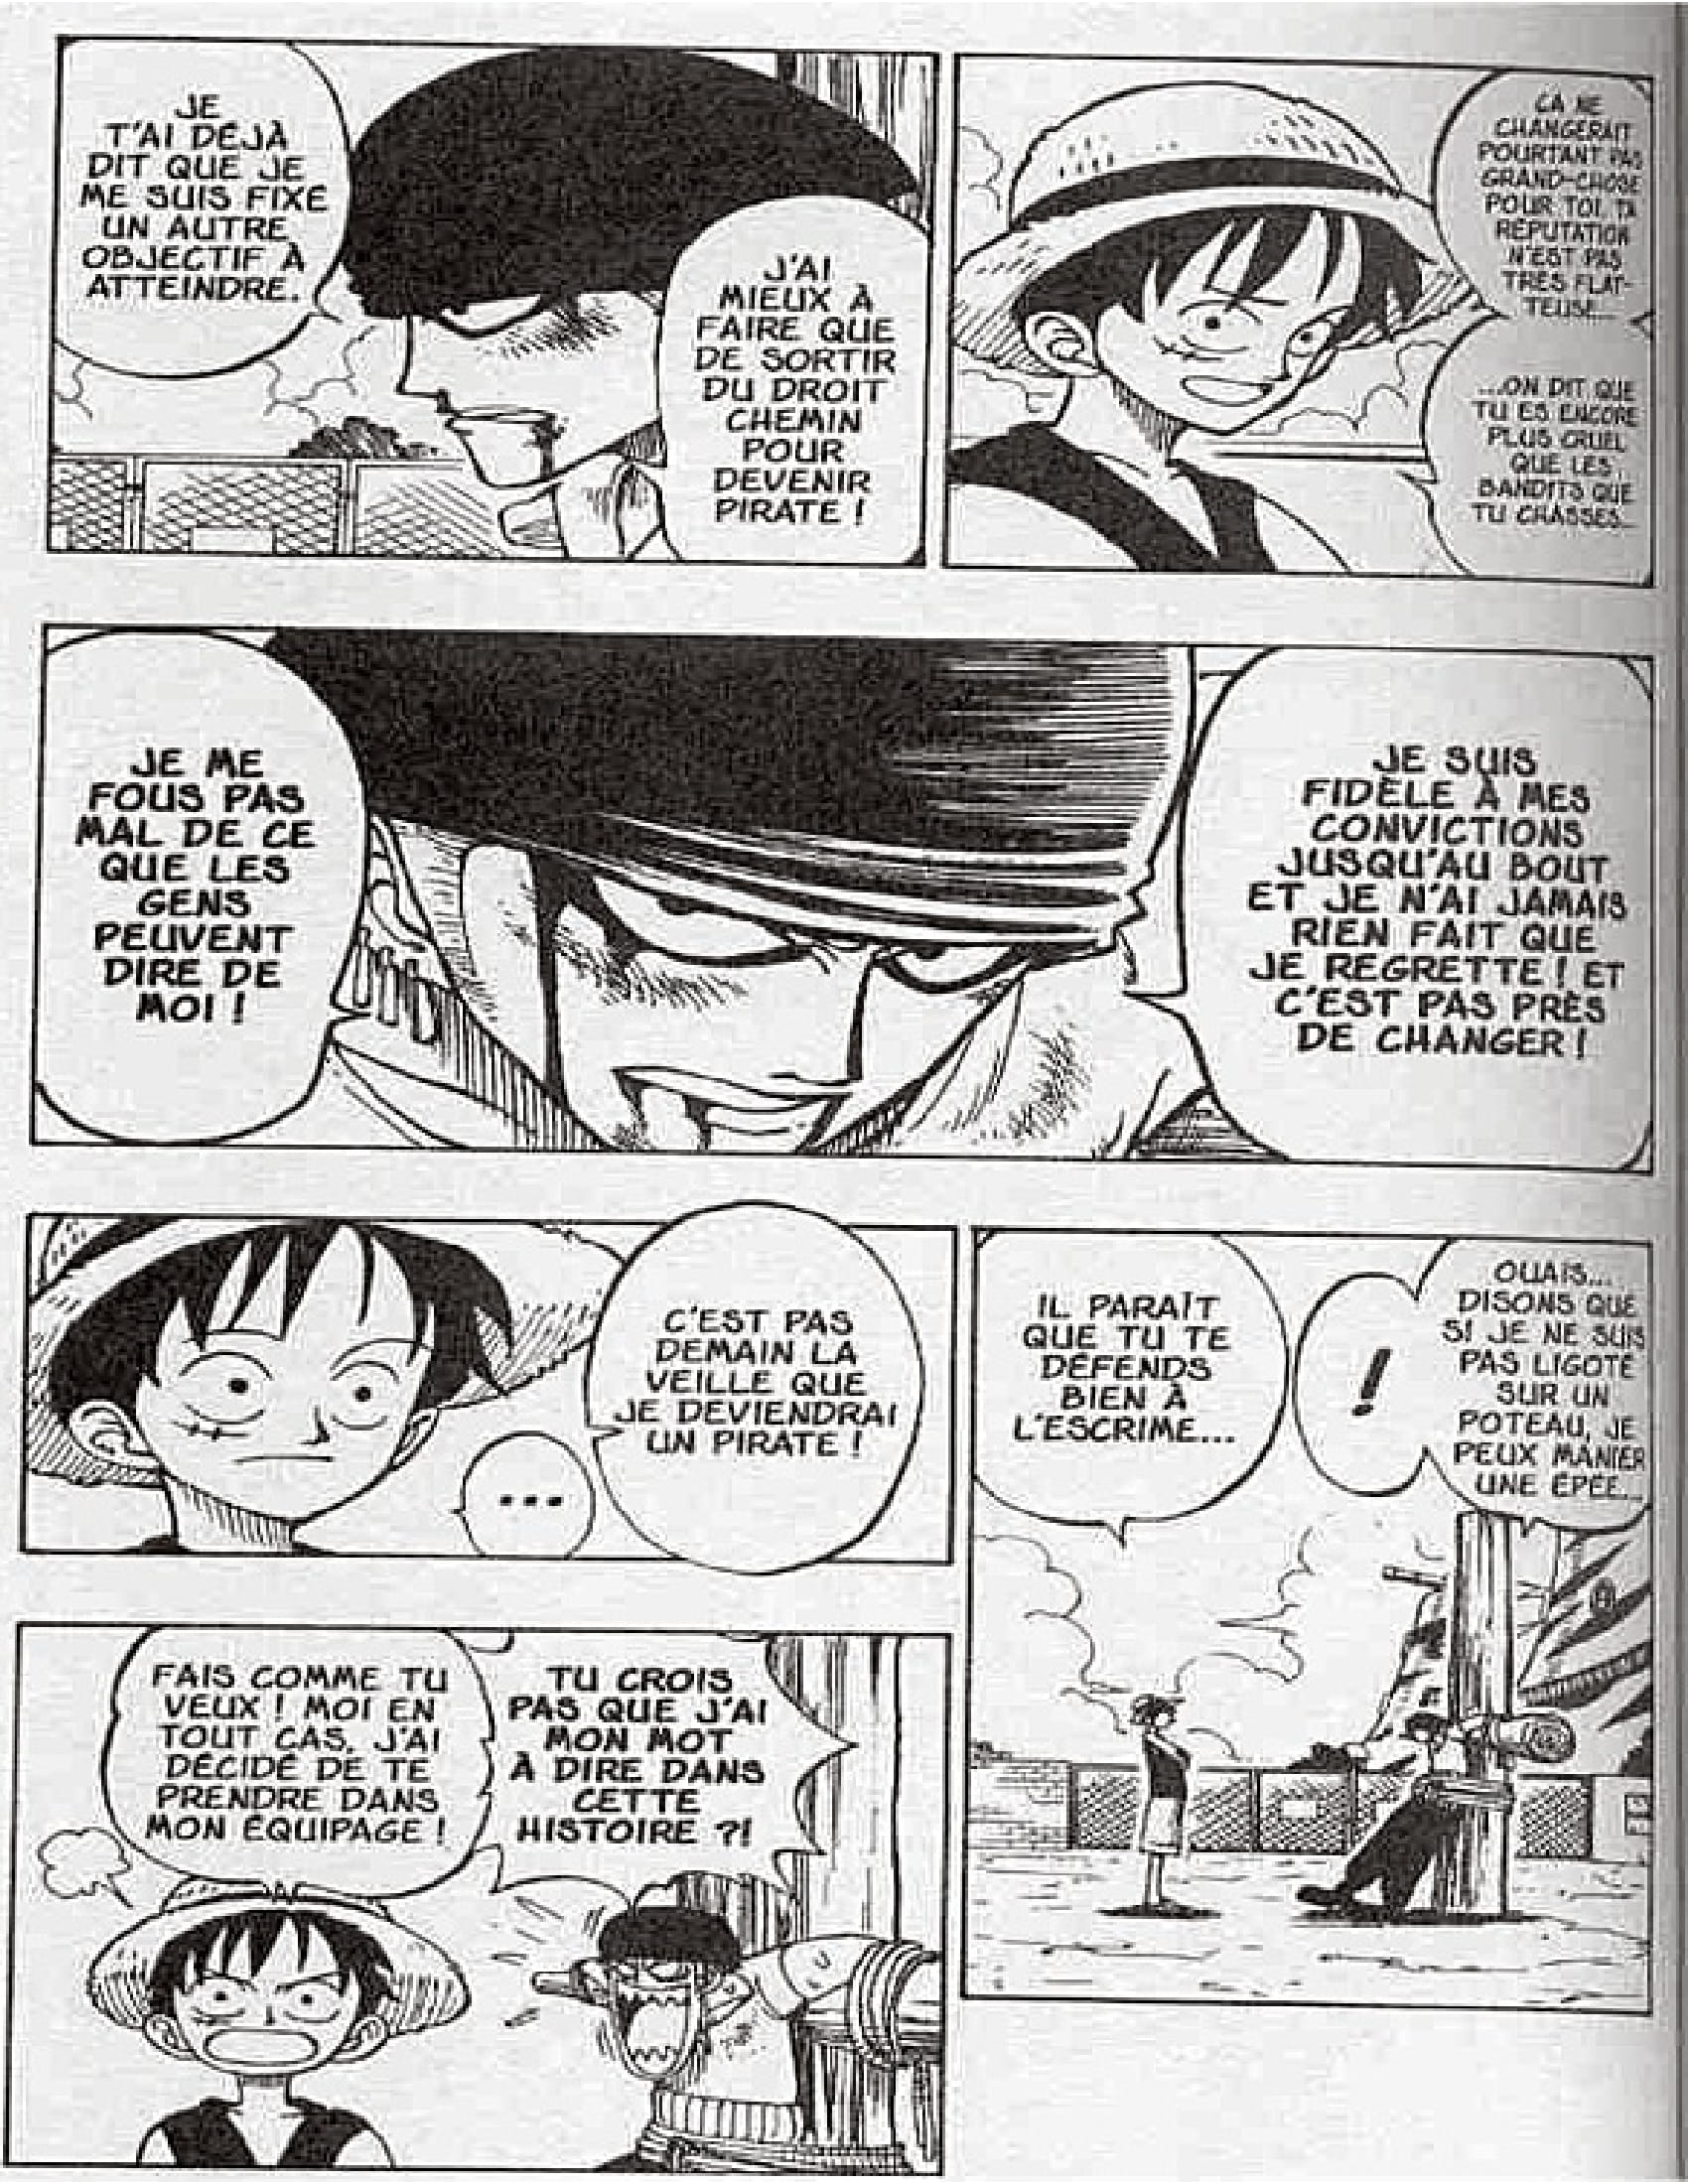 ÇA NE
CHANGERAIT
POURTANT PAS
GRAND-CHOSE
POUR TOI, TA
RÉPUTATION
N'EST PAS
TRÈS FLAT-
TEUSE...
...ON DIT QUE
TU ES ENCORE
PLUS CRUEL
QUE LES
BANDITS QUE
TU CHASSES...
J'AI
MIEUX À
FAIRE QUE
DE SORTIR
DU DROIT
CHEMIN
POUR
DEVENIR
PIRATE !
JE
T'AI DÉJÀ
DIT QUE JE
ME SUIS FIXÉ
UN AUTRE
OBJECTIF À
ATTEINDRE.
JE SUIS
FIDÈLE À MES
CONVICTIONS
JUSQU'AU BOUT
ET JE N'AI JAMAIS
RIEN FAIT QUE
JE REGRETTE ! ET
C'EST PAS PRÈS
DE CHANGER !
JE ME
FOUS PAS
MAL DE CE
QUE LES
GENS
PEUVENT
DIRE DE
MOI !
C'EST PAS
DEMAIN LA
VEILLE QUE
JE DEVIENDRAI
UN PIRATE !
...
TU CROIS
PAS QUE J'AI
MON MOT
À DIRE DANS
CETTE
HISTOIRE ?!
FAIS COMME TU
VEUX ! MOI EN
TOUT CAS, J'AI
DÉCIDÉ DE TE
PRENDRE DANS
MON ÉQUIPAGE !
OUAIS...
DISONS QUE
SI JE NE SUIS
PAS LIGOTÉ
SUR UN
POTEAU, JE
PEUX MANIER
UNE ÉPÉE...
!
IL PARAÎT
QUE TU TE
DÉFENDS
BIEN À
L'ESCRIME...